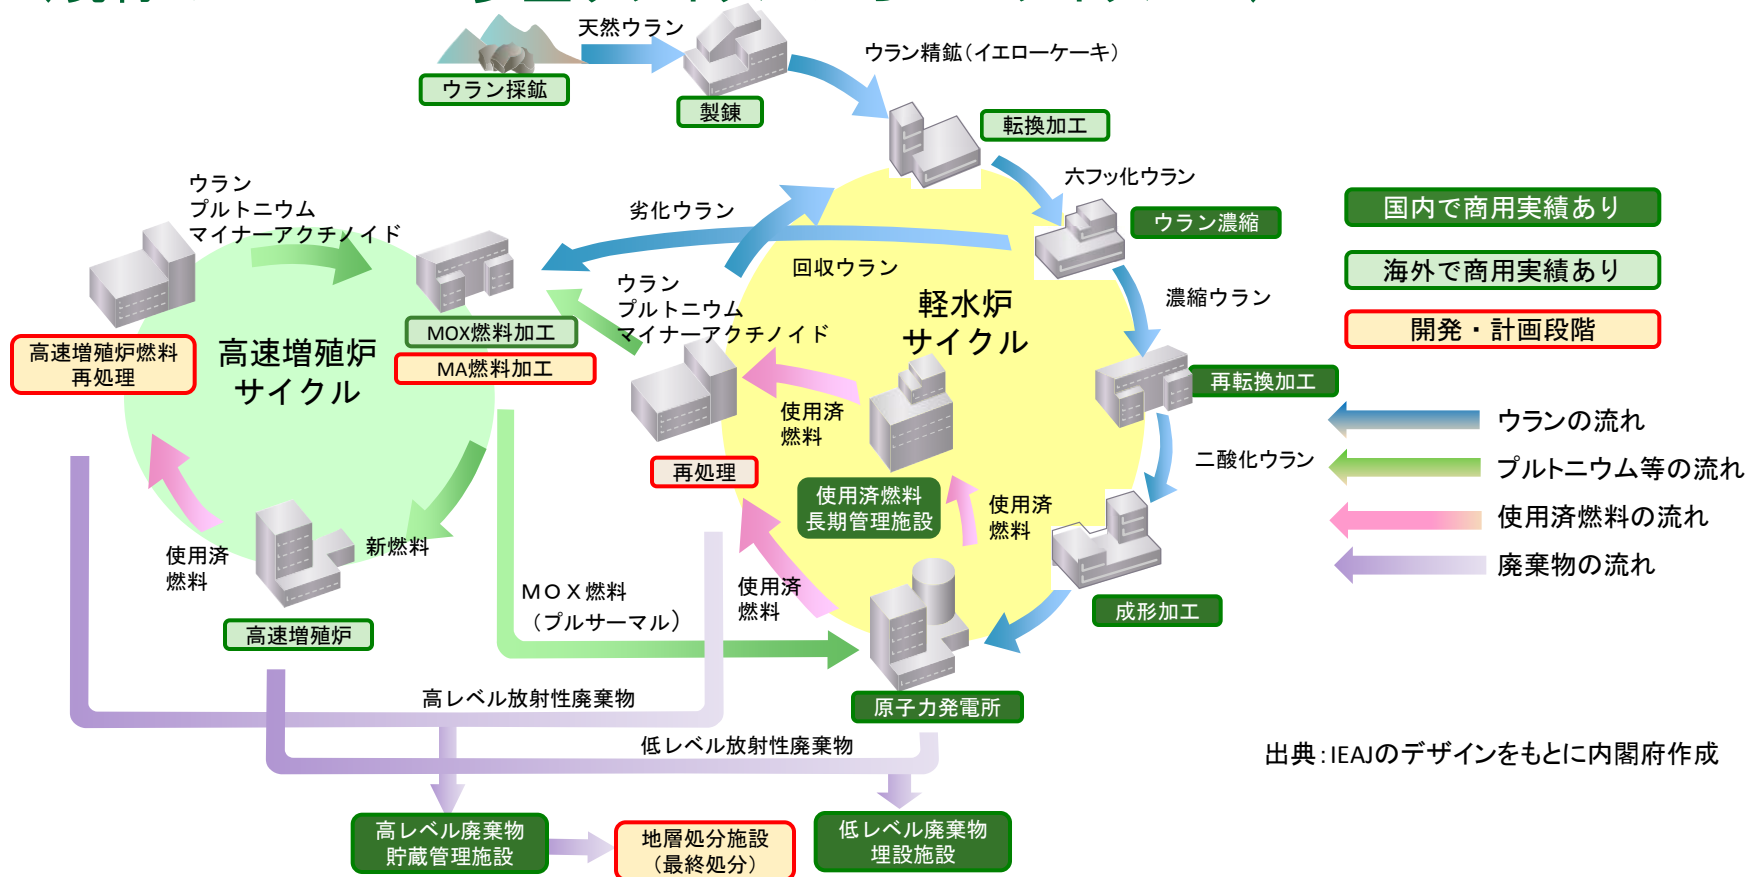 天然ウラン
ウラン精鉱(イエローケーキ)
ウラン採鉱
製錬
転換加工
六フッ化ウラン
ウラン
プルトニウム
マイナーアクチノイド
劣化ウラン
ウラン濃縮
国内で商用実績あり
海外で商用実績あり
開発・計画段階
回収ウラン
ウラン
プルトニウム
マイナーアクチノイド
濃縮ウラン
軽水炉
サイクル
MOX燃料加工
MA燃料加工
高速増殖炉燃料
再処理
高速増殖炉
サイクル
再転換加工
使用済
燃料
ウランの流れ
プルトニウム等の流れ
使用済燃料の流れ
廃棄物の流れ
二酸化ウラン
再処理
使用済燃料
長期管理施設
使用済
燃料
使用済
燃料
新燃料
使用済
燃料
MOX燃料
(プルサーマル)
成形加工
高速増殖炉
原子力発電所
高レベル放射性廃棄物
低レベル放射性廃棄物
出典:IEAJのデザインをもとに内閣府作成
高レベル廃棄物
貯蔵管理施設
地層処分施設
(最終処分)
低レベル廃棄物
埋設施設